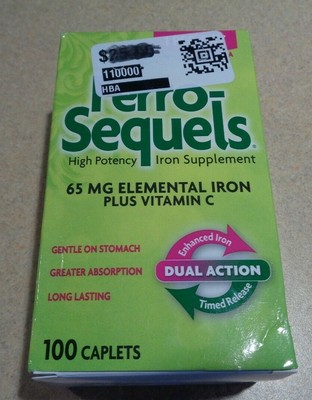 110000
HBA
Ferro-
Sequels®
High Potency Iron Supplement
65 MG ELEMENTAL IRON
PLUS VITAMIN C
GENTLE ON STOMACH
GREATER ABSORPTION
LONG LASTING
Enhanced Iron
DUAL ACTION
Timed Release
100 CAPLETS